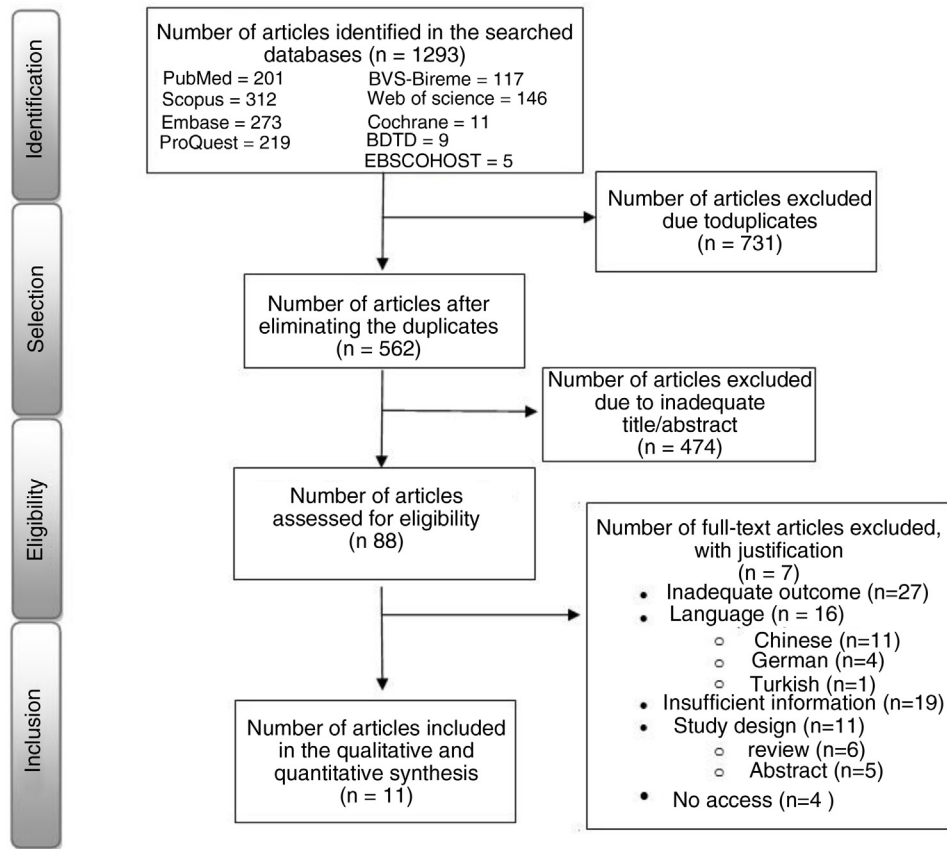 Identification
Number of articles identified in the searched
databases (n = 1293)
PubMed = 201
Scopus = 312
Embase = 273
ProQuest = 219
BVS-Bireme = 117
Web of science = 146
Cochrane = 11
BDTD = 9
EBSCOHOST = 5
Number of articles excluded
due toduplicates
(n = 731)
Selection
Number of articles after
eliminating the duplicates
(n = 562)
Number of articles excluded
due to inadequate
title/abstract
(n = 474)
Eligibility
Number of articles
assessed for eligibility
(n 88)
Number of full-text articles excluded,
with justification
(n = 7)
• Inadequate outcome (n=27)
• Language (n = 16)
o Chinese (n=11)
o German (n=4)
o Turkish (n=1)
• Insufficient information (n=19)
• Study design (n=11)
o review (n=6)
o Abstract (n=5)
• No access (n=4 )
Inclusion
Number of articles included
in the qualitative and
quantitative synthesis
(n = 11)